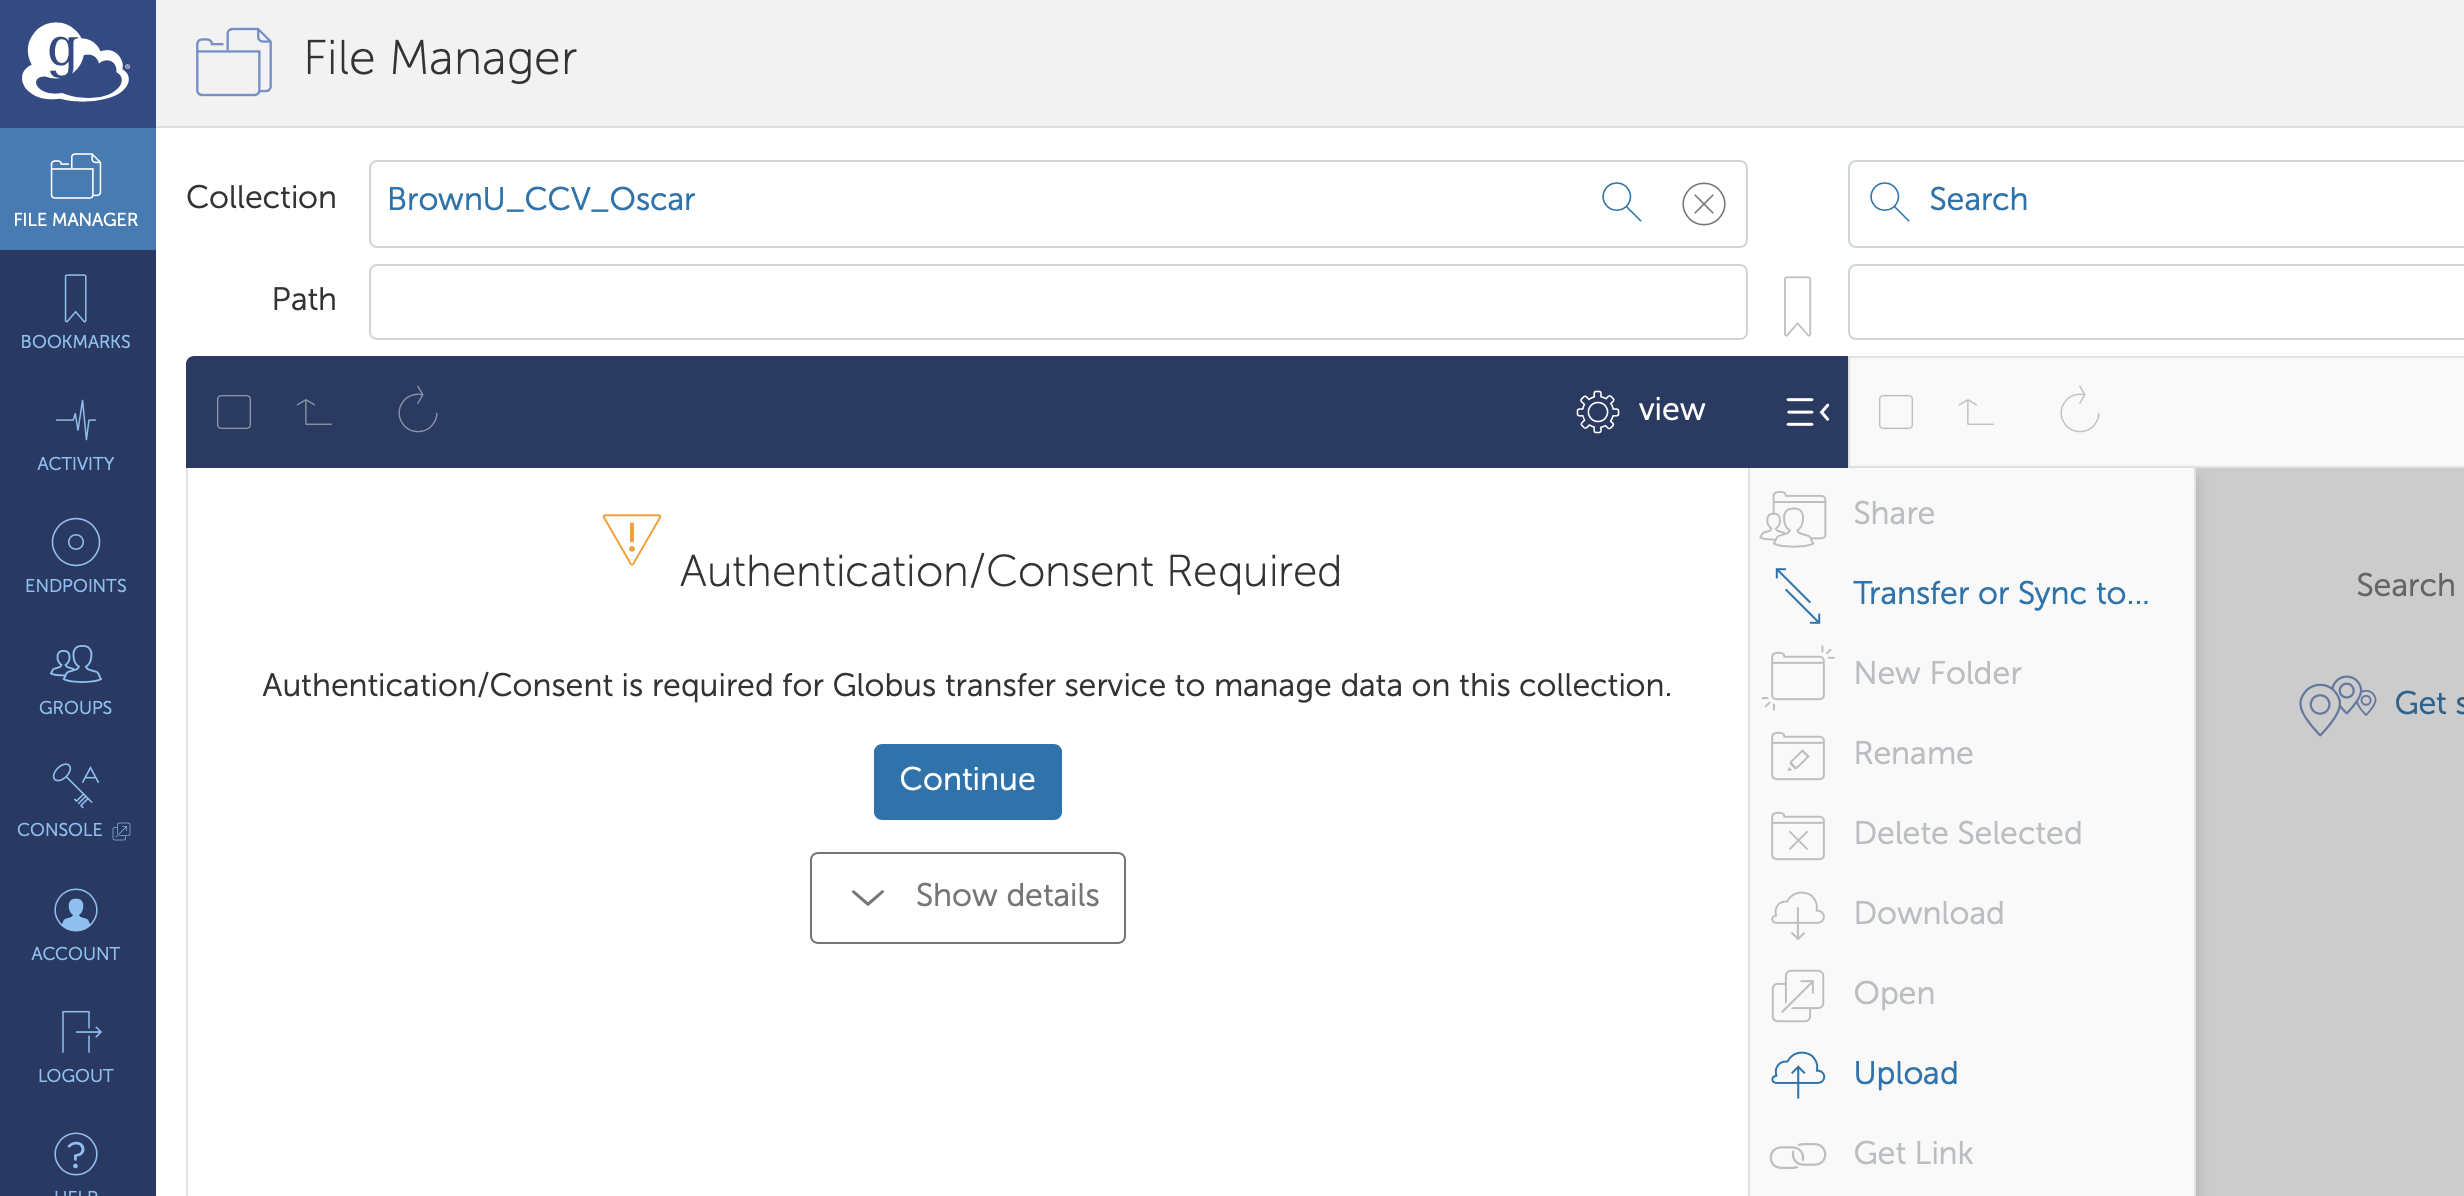 g
File Manager
FILE MANAGER
BOOKMARKS
ACTIVITY
ENDPOINTS
GROUPS
CONSOLE
ACCOUNT
LOGOUT
HELP
Collection
BrownU_CCV_Oscar
Search
Path
view
Authentication/Consent Required
Authentication/Consent is required for Globus transfer service to manage data on this collection.
Continue
Show details
Share
Transfer or Sync to...
New Folder
Rename
Delete Selected
Download
Open
Upload
Get Link
Search
Get s